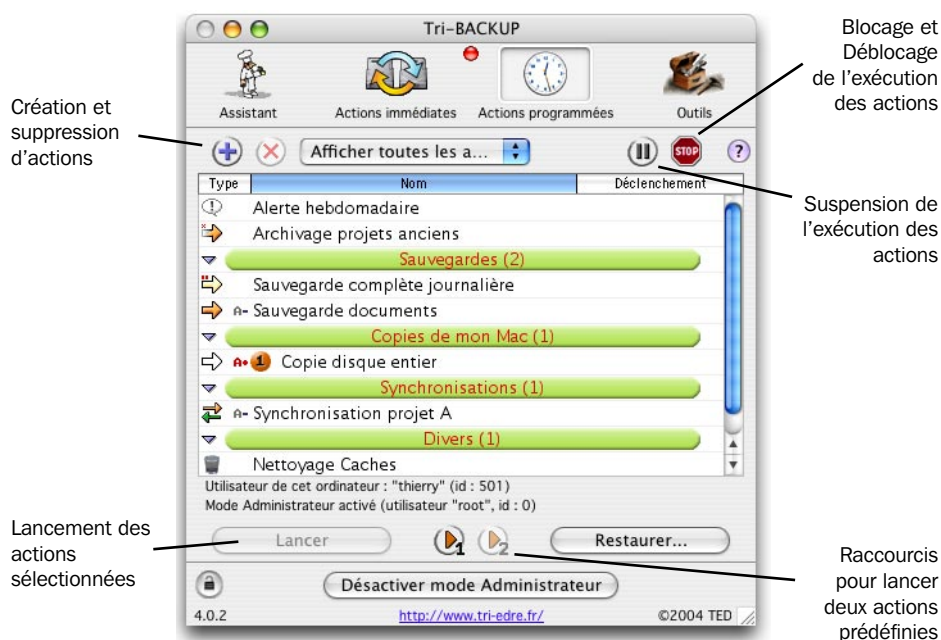 Tri-BACKUP
Assistant
Actions immédiates
Actions programmées
Outils
Afficher toutes les a...
STOP
?
Type
Nom
Déclenchement
Alerte hebdomadaire
Archivage projets anciens
Sauvegardes (2)
Sauvegarde complète journalière
A- Sauvegarde documents
Copies de mon Mac (1)
A• 1 Copie disque entier
Synchronisations (1)
A- Synchronisation projet A
Divers (1)
Nettoyage Caches
Utilisateur de cet ordinateur : "thierry" (id : 501)
Mode Administrateur activé (utilisateur "root", id : 0)
Lancer
1
2
Restaurer...
Désactiver mode Administrateur
4.0.2
http://www.tri-edre.fr/
©2004 TED
Création et
suppression
d’actions
Lancement des
actions
sélectionnées
Blocage et
Déblocage
de l’exécution
des actions
Suspension de
l’exécution des
actions
Raccourcis
pour lancer
deux actions
prédéfinies